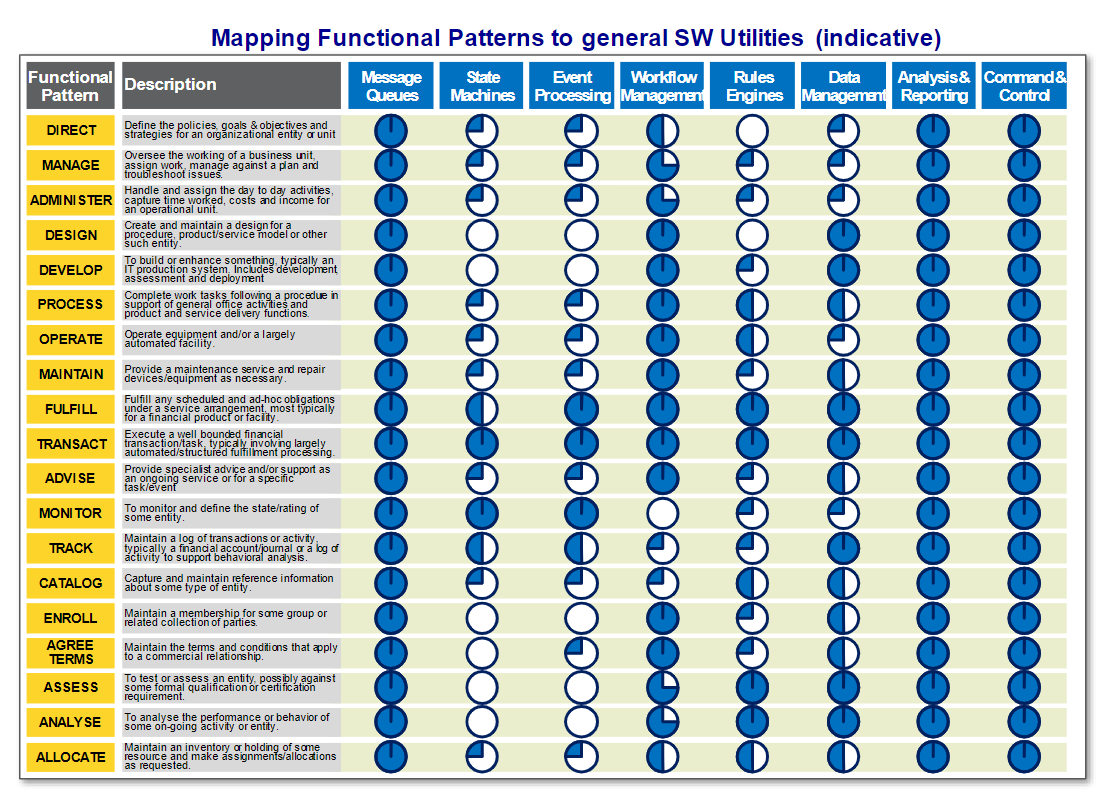 Mapping Functional Patterns to general SW Utilities (indicative)
Functional
Pattern
Description
Message
Queues
State
Machines
Event
Processing
Workflow
Management
Rules
Engines
Data
Management
Analysis &
Reporting
Command &
Control
DIRECT
Define the policies, goals & objectives and
strategies for an organizational entity or unit
MANAGE
Oversee the working of a business unit,
assign work, manage against a plan and
troubleshoot issues.
ADMINISTER
Handle and assign the day to day activities,
capture time worked, costs and income for
an operational unit.
DESIGN
Create and maintain a design for a
procedure, product/service model or other
such entity.
DEVELOP
To build or enhance something, typically an
IT production system. Includes development,
assessment and deployment
PROCESS
Complete work tasks following a procedure in
support of general office activities and
product and service delivery functions.
OPERATE
Operate equipment and/or a largely
automated facility.
MAINTAIN
Provide a maintenance service and repair
devices/equipment as necessary.
FULFILL
Fulfill any scheduled and ad-hoc obligations
under a service arrangement, most typically
for a financial product or facility.
TRANSACT
Execute a well bounded financial
transaction/task, typically involving largely
automated/structured fulfillment processing.
ADVISE
Provide specialist advice and/or support as
an ongoing service or for a specific
task/event
MONITOR
To monitor and define the state/rating of
some entity.
TRACK
Maintain a log of transactions or activity,
typically a financial account/journal or a log of
activity to support behavioral analysis.
CATALOG
Capture and maintain reference information
about some type of entity.
ENROLL
Maintain a membership for some group or
related collection of parties.
AGREE
TERMS
Maintain the terms and conditions that apply
to a commercial relationship.
ASSESS
To test or assess an entity, possibly against
some formal qualification or certification
requirement.
ANALYSE
To analyse the performance or behavior of
some on-going activity or entity.
ALLOCATE
Maintain an inventory or holding of some
resource and make assignments/allocations
as requested.